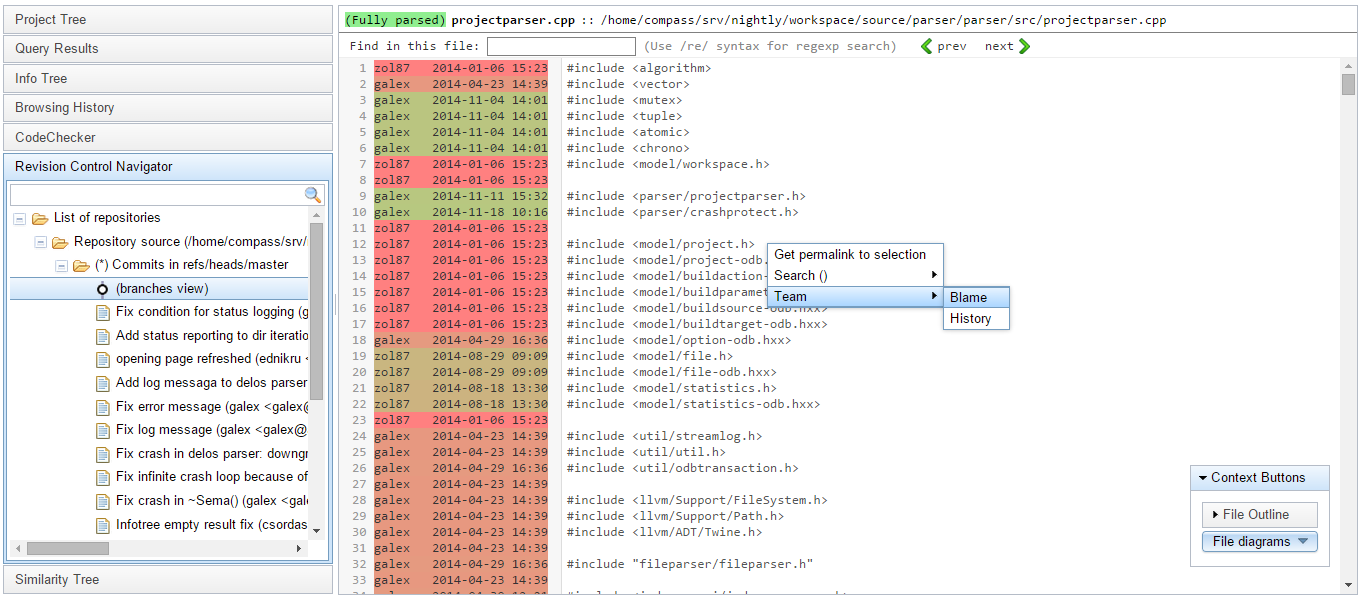 Project Tree
Query Results
Info Tree
Browsing History
CodeChecker
Revision Control Navigator
List of repositories
Repository source (/home/compass/srv/
(*) Commits in refs/heads/master
(branches view)
Fix condition for status logging (g
Add status reporting to dir iteratio
opening page refreshed (ednikru <
Add log messaga to delos parser
Fix error message (galex <galex@
Fix log message (galex <galex@
Fix crash in delos parser: downgr
Fix infinite crash loop because of
Fix crash in ~Sema() (galex <gal
Infotree empty result fix (csordas
Similarity Tree
(Fully parsed) projectparser.cpp :: /home/compass/srv/nightly/workspace/source/parser/parser/src/projectparser.cpp
Find in this file: (Use /re/ syntax for regexp search) prev next
1 zol87 2014-01-06 15:23 #include <algorithm>
2 galex 2014-04-23 14:39 #include <vector>
3 galex 2014-11-04 14:01 #include <mutex>
4 galex 2014-11-04 14:01 #include <tuple>
5 galex 2014-11-04 14:01 #include <atomic>
6 galex 2014-11-04 14:01 #include <chrono>
7 zol87 2014-01-06 15:23 #include <model/workspace.h>
8 zol87 2014-01-06 15:23
9 galex 2014-11-11 15:32 #include <parser/projectparser.h>
10 galex 2014-11-18 10:16 #include <parser/crashprotect.h>
11 zol87 2014-01-06 15:23
12 zol87 2014-01-06 15:23 #include <model/project.h>
13 zol87 2014-01-06 15:23 #include <model/project-odb.
14 zol87 2014-01-06 15:23 #include <model/buildaction-
15 zol87 2014-01-06 15:23 #include <model/buildparamet
16 zol87 2014-01-06 15:23 #include <model/buildsource-odb.hxx>
17 zol87 2014-01-06 15:23 #include <model/buildtarget-odb.hxx>
18 galex 2014-04-29 16:36 #include <model/option-odb.hxx>
19 zol87 2014-08-29 09:09 #include <model/file.h>
20 zol87 2014-08-29 09:09 #include <model/file-odb.hxx>
21 zol87 2014-08-18 13:30 #include <model/statistics.h>
22 zol87 2014-08-18 13:30 #include <model/statistics-odb.hxx>
23 zol87 2014-01-06 15:23
24 galex 2014-04-23 14:39 #include <util/streamlog.h>
25 galex 2014-04-23 14:39 #include <util/util.h>
26 galex 2014-04-29 16:36 #include <util/odbtransaction.h>
27 galex 2014-04-23 14:39
28 galex 2014-04-23 14:39 #include <llvm/Support/FileSystem.h>
29 galex 2014-04-23 14:39 #include <llvm/Support/Path.h>
30 galex 2014-04-23 14:39 #include <llvm/ADT/Twine.h>
31 galex 2014-04-23 14:39
32 galex 2014-04-29 16:36 #include "fileparser/fileparser.h"
33 galex 2014-04-23 14:39
Get permalink to selection
Search ()
Team
Blame
History
Context Buttons
File Outline
File diagrams